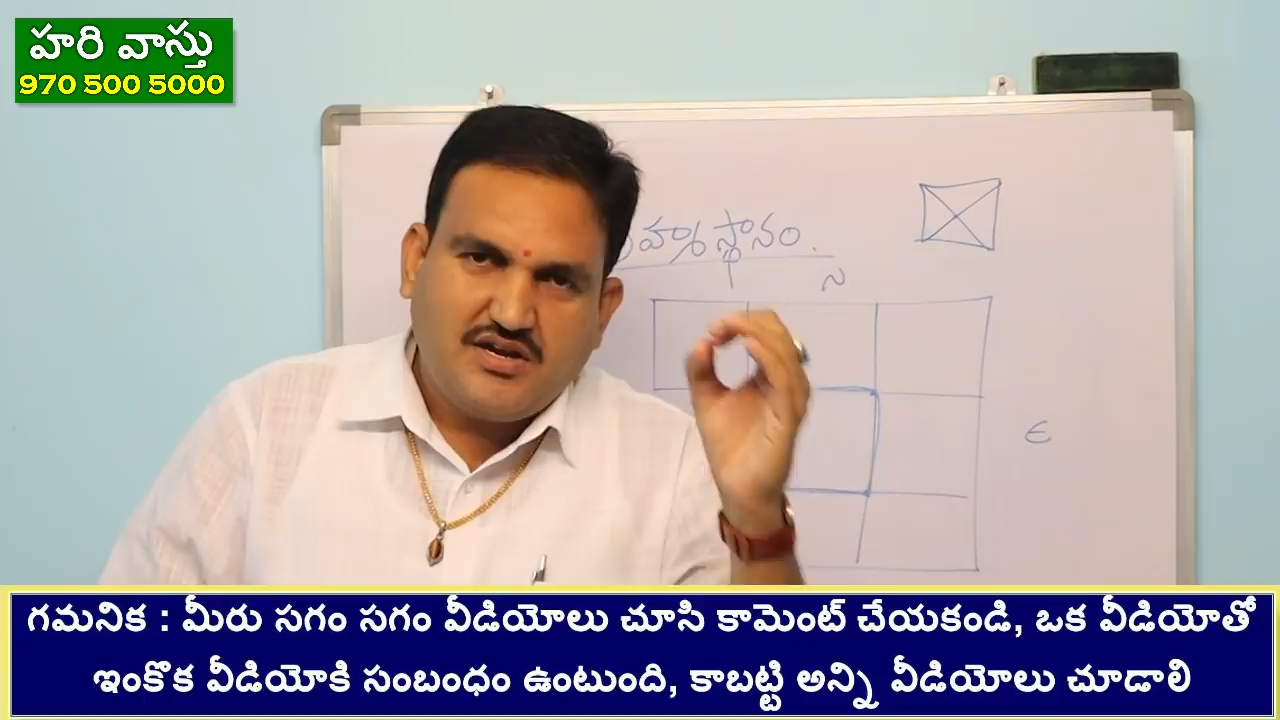 హరి వాస్తు
970 500 5000
N
E
గమనిక : మీరు సగం సగం వీడియోలు చూసి కామెంట్ చేయకండి, ఒక వీడియోతో
ఇంకొక వీడియోకి సంబంధం ఉంటుంది, కాబట్టి అన్ని వీడియోలు చూడాలి